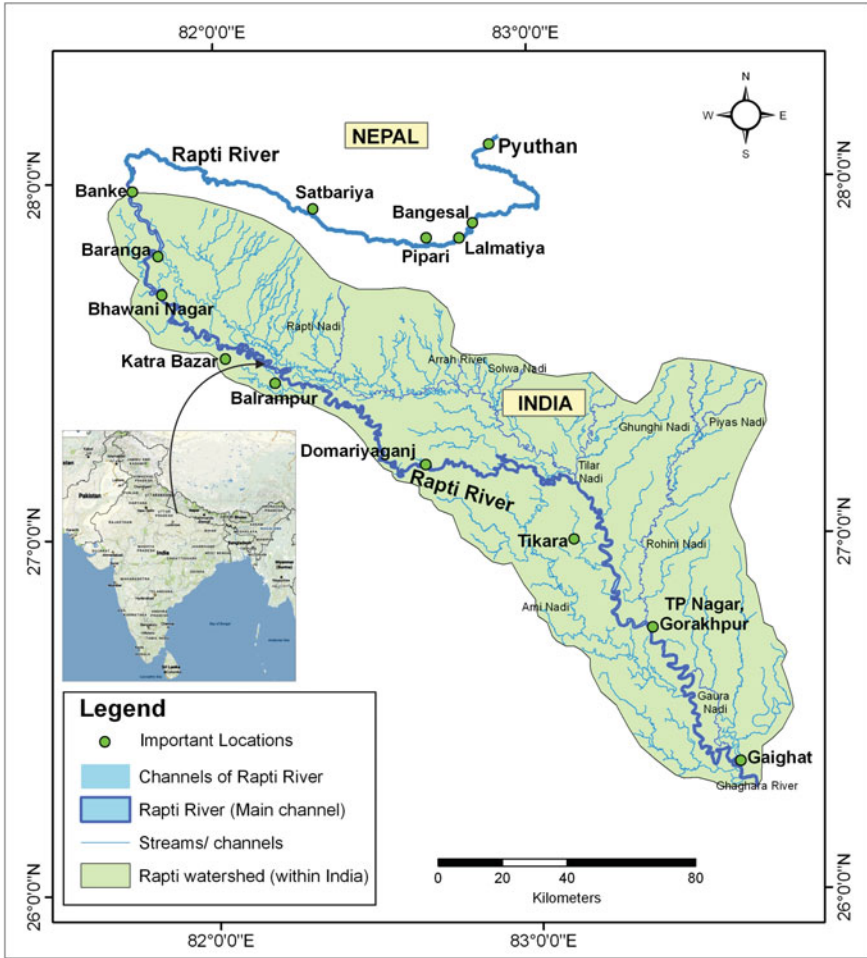 82°0'0"E
83°0'0"E
N
W
E
S
NEPAL
Rapti River
Pyuthan
28°0'0"N
28°0'0"N
Banke
Satbariya
Bangesal
Pipari
Lalmatiya
Baranga
Bhawani Nagar
Rapti Nadi
Katra Bazar
Arrah River
Solwa Nadi
Balrampur
INDIA
Ghunghi Nadi
Piyas Nadi
Domariyaganj
Tilar
Nadi
Rapti River
27°0'0"N
27°0'0"N
Tikara
Rohini Nadi
Ami Nadi
TP Nagar,
Gorakhpur
Gaura
Nadi
Gaighat
Ghaghara River
Pakistan
India
Sri Lanka
Legend
Important Locations
Channels of Rapti River
Rapti River (Main channel)
Streams/ channels
Rapti watershed (within India)
0
20
40
80
Kilometers
26°0'0"N
26°0'0"N
82°0'0"E
83°0'0"E